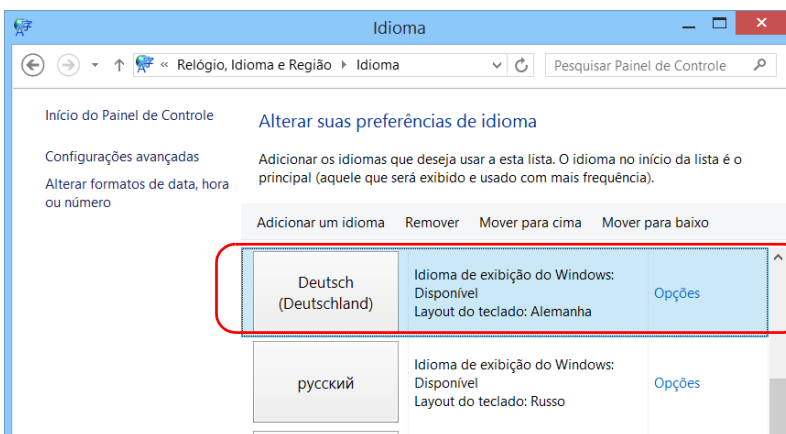 Idioma
« Relógio, Idioma e Região Idioma
Pesquisar Painel de Controle
Início do Painel de Controle
Configurações avançadas
Alterar formatos de data, hora
ou número
Alterar suas preferências de idioma
Adicionar os idiomas que deseja usar a esta lista. O idioma no início da lista é o
principal (aquele que será exibido e usado com mais frequência).
Adicionar um idioma Remover Mover para cima Mover para baixo
Deutsch
(Deutschland)
Idioma de exibição do Windows:
Disponível
Layout do teclado: Alemanha
Opções
русский
Idioma de exibição do Windows:
Disponível
Layout do teclado: Russo
Opções